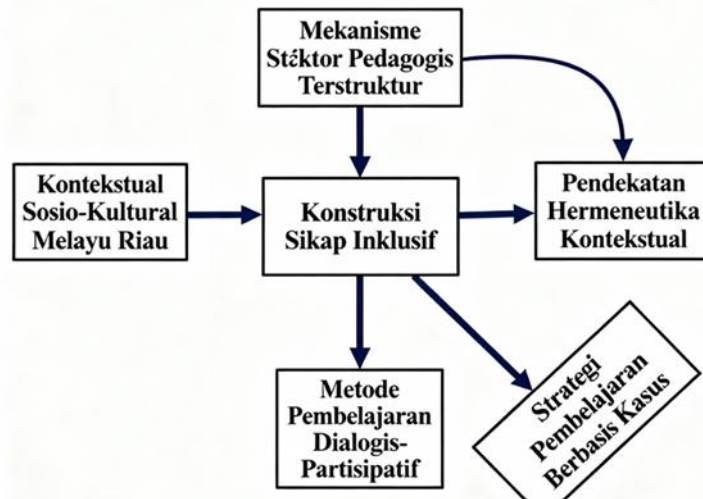 Mekanisme
Stéktor Pedagogis
Terstruktur
Kontekstual
Sosio-Kultural
Melayu Riau
Konstruksi
Sikap Inklusif
Pendekatan
Hermeneutika
Kontekstual
Metode
Pembelajaran
Dialogis-
Partisipatif
Strategi
Pembelajaran
Berbasis Kasus